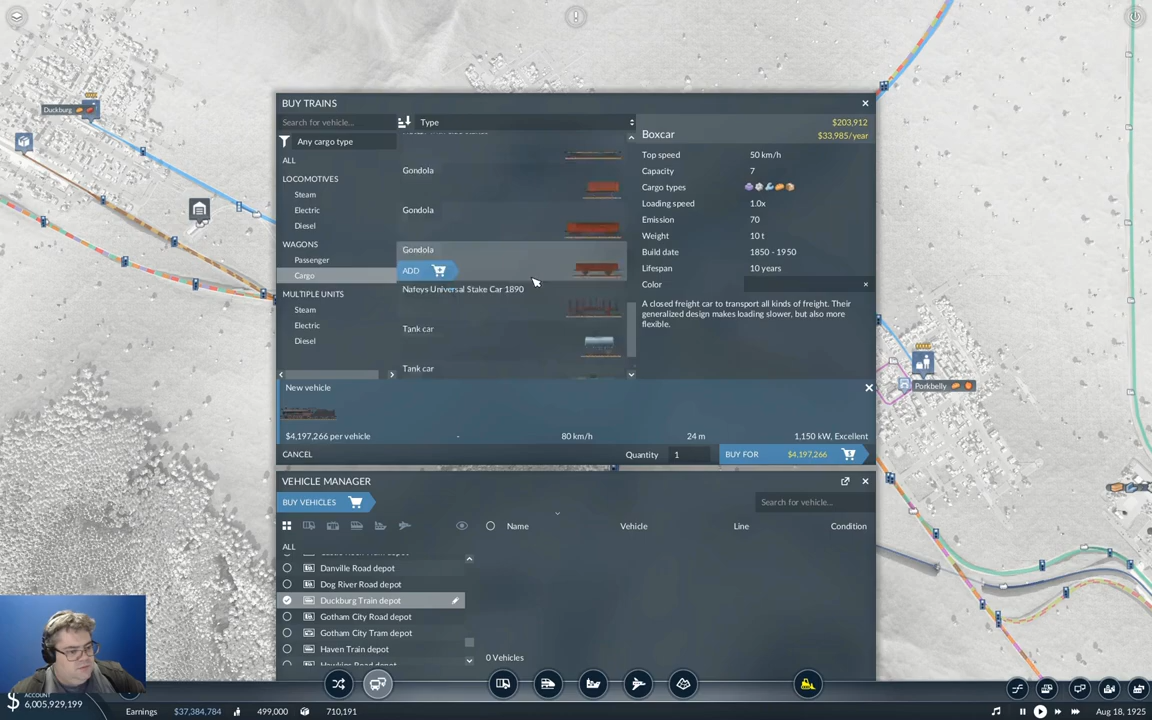 Duckburg
BUY TRAINS
Search for vehicle...
Type
Any cargo type
ALL
LOCOMOTIVES
Steam
Electric
Diesel
WAGONS
Passenger
Cargo
MULTIPLE UNITS
Steam
Electric
Diesel
Gondola
Gondola
Gondola
ADD
Nateys Universal Stake Car 1890
Tank car
Tank car
$203,912
Boxcar
$33,985/year
Top speed 50 km/h
Capacity 7
Cargo types
Loading speed 1.0x
Emission 70
Weight 10 t
Build date 1850 - 1950
Lifespan 10 years
Color
A closed freight car to transport all kinds of freight. Their
generalized design makes loading slower, but also more
flexible.
Porkbelly
New vehicle
$4,197,266 per vehicle - 80 km/h 24 m 1,150 kW, Excellent
CANCEL Quantity 1 BUY FOR $4,197,266
VEHICLE MANAGER
BUY VEHICLES Search for vehicle...
Name Vehicle Line Condition
ALL
Danville Road depot
Dog River Road depot
Duckburg Train depot
Gotham City Road depot
Gotham City Tram depot
Haven Train depot
0 Vehicles
ACCOUNT
$ 6,005,929,199
Earnings $37,384,784 499,000 710,191
Aug 18, 1925